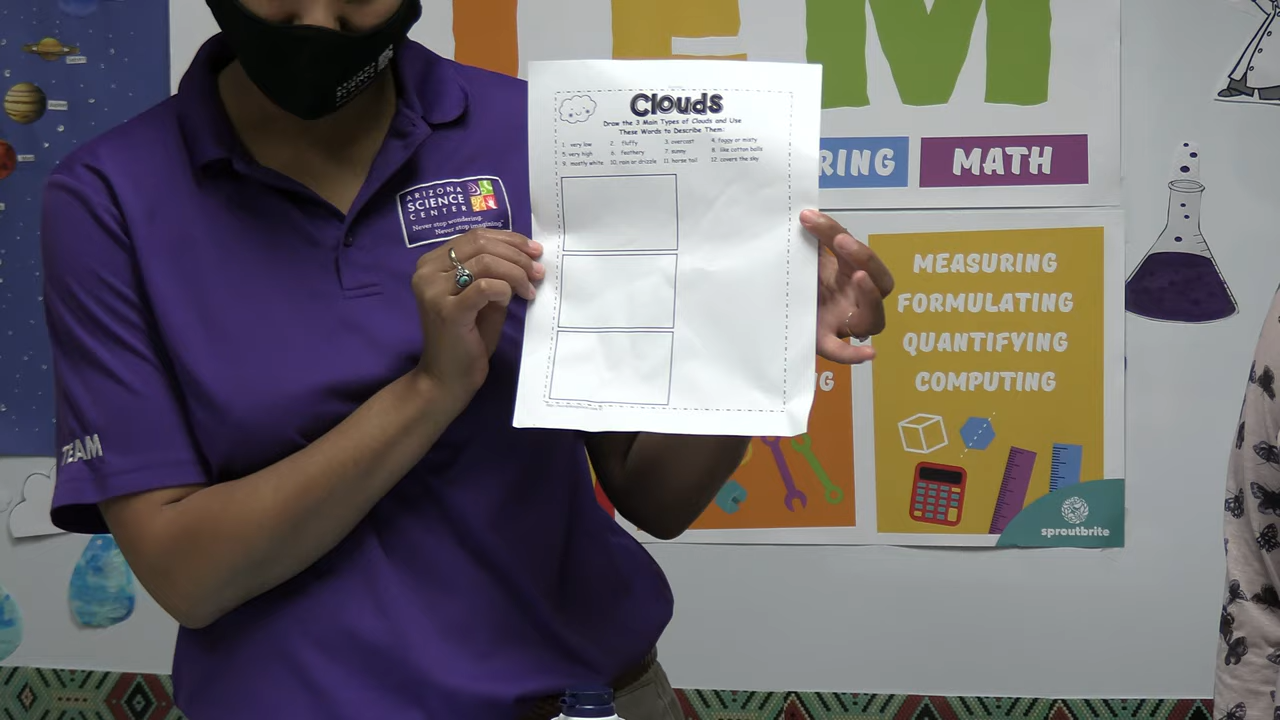 EM
Clouds
Draw the 3 Main Types of Clouds and Use
These Words to Describe Them:
1. very low 2. fluffy 3. overcast 4. foggy or misty
5. very high 6. feathery 7. sunny 8. like cotton balls
9. mostly white 10. rain or drizzle 11. horse tail 12. covers the sky
RING
MATH
ARIZONA
SCIENCE
CENTER
Never stop wondering.
Never stop imagining.
MEASURING
FORMULATING
QUANTIFYING
COMPUTING
G
TEAM
sproutbrite